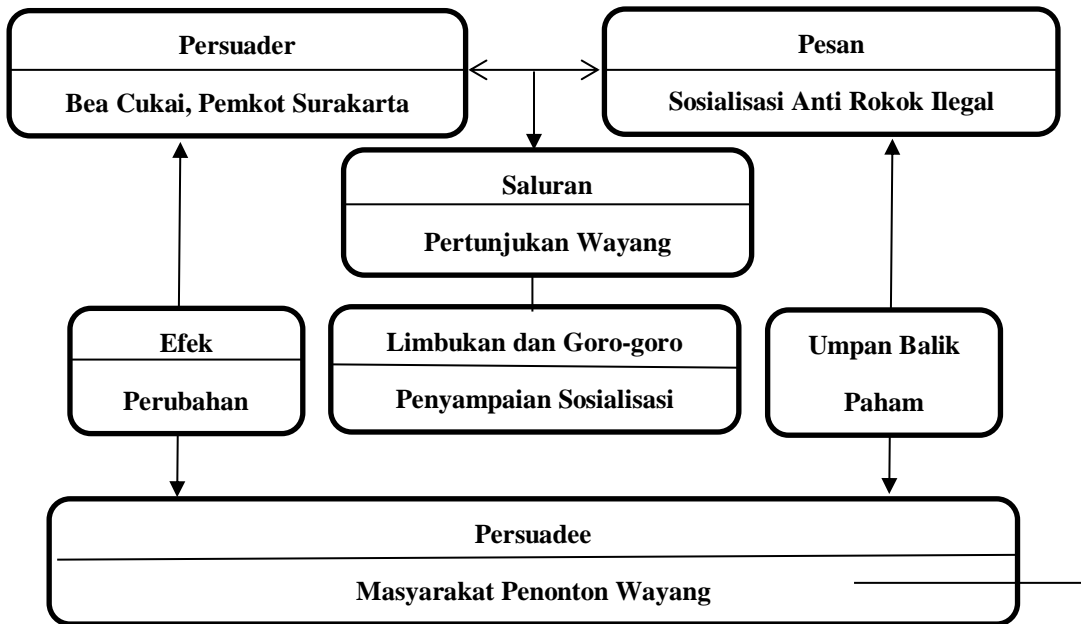 Persuader
Bea Cukai, Pemkot Surakarta
Pesan
Sosialisasi Anti Rokok Ilegal
Saluran
Pertunjukan Wayang
Efek
Perubahan
Limbukan dan Goro-goro
Penyampaian Sosialisasi
Umpan Balik
Paham
Persuadee
Masyarakat Penonton Wayang